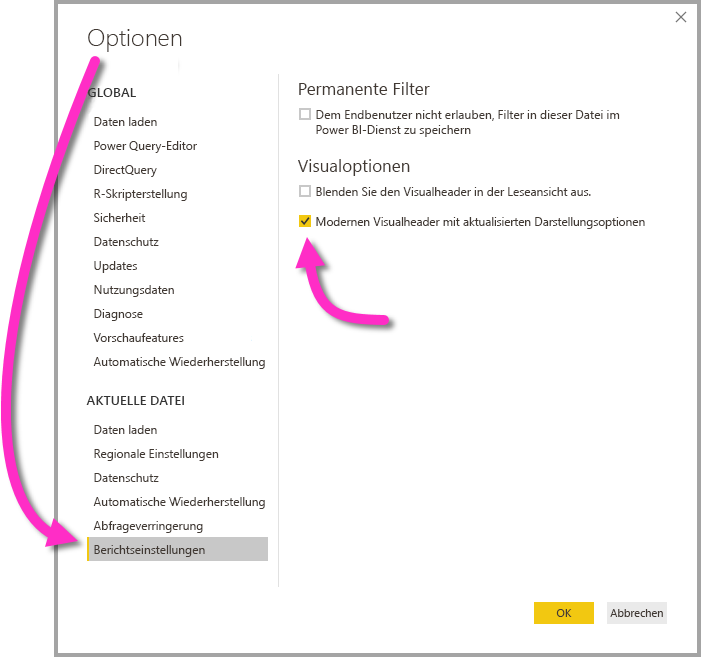 Optionen
GLOBAL
Daten laden
Power Query-Editor
DirectQuery
R-Skripterstellung
Sicherheit
Datenschutz
Updates
Nutzungsdaten
Diagnose
Vorschaufeatures
Automatische Wiederherstellung
AKTUELLE DATEI
Daten laden
Regionale Einstellungen
Datenschutz
Automatische Wiederherstellung
Abfrageverringerung
Berichtseinstellungen
Permanente Filter
Dem Endbenutzer nicht erlauben, Filter in dieser Datei im
Power BI-Dienst zu speichern
Visualoptionen
Blenden Sie den Visualheader in der Leseansicht aus.
Modernen Visualheader mit aktualisierten Darstellungsoptionen
OK
Abbrechen